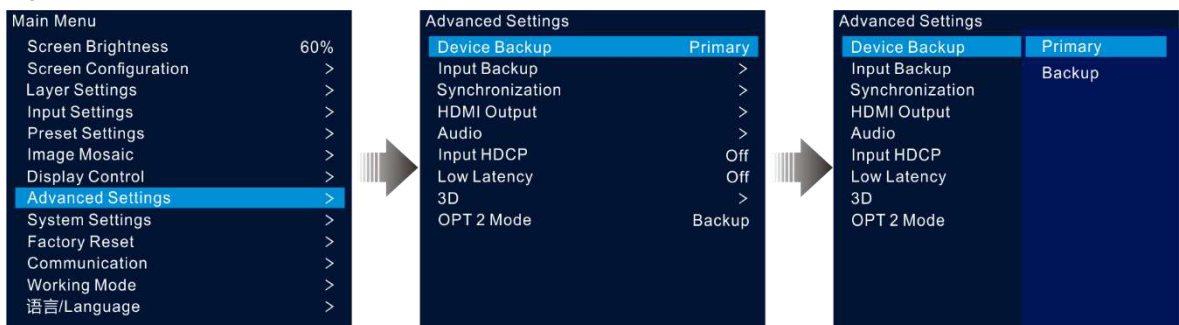 Main Menu
Screen Brightness 60%
Screen Configuration >
Layer Settings >
Input Settings >
Preset Settings >
Image Mosaic >
Display Control >
Advanced Settings >
System Settings >
Factory Reset >
Communication >
Working Mode >
语言/Language >
Advanced Settings
Device Backup Primary
Input Backup >
Synchronization >
HDMI Output >
Audio >
Input HDCP Off
Low Latency Off
3D >
OPT 2 Mode Backup
Advanced Settings
Device Backup Primary
Input Backup Backup
Synchronization
HDMI Output
Audio
Input HDCP
Low Latency
3D
OPT 2 Mode